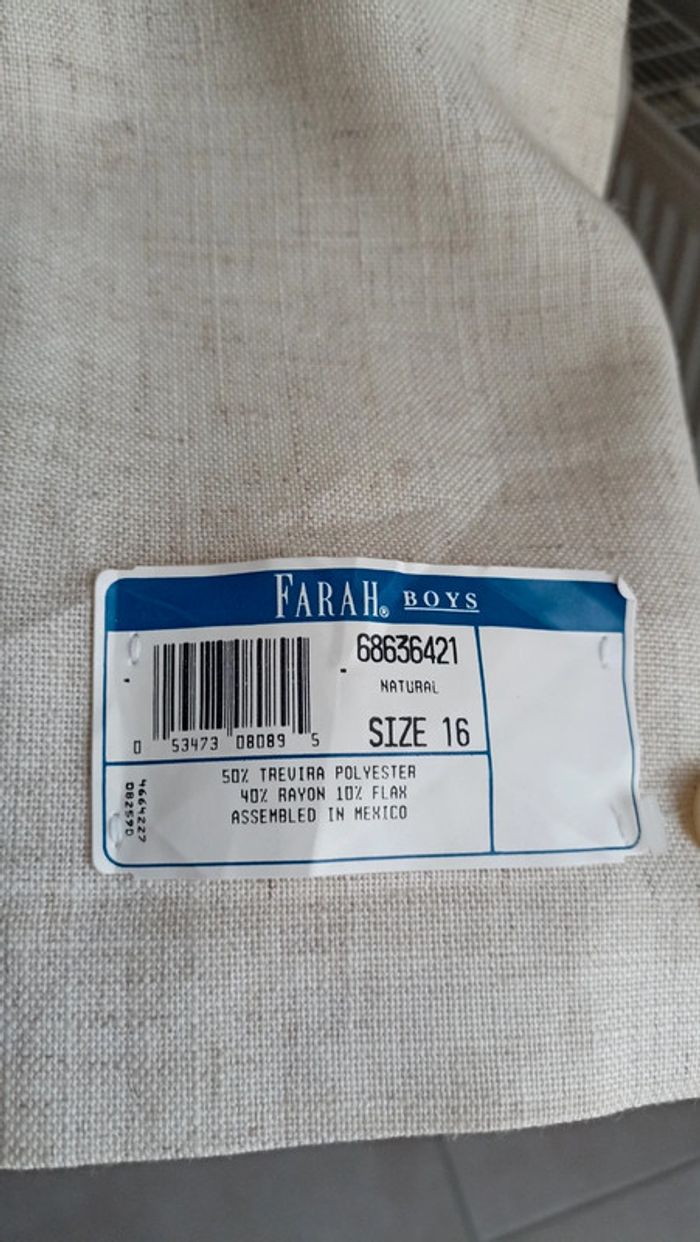 FARAH® BOYS
68636421
NATURAL
SIZE 16
0 53473 08089 5
50% TREVIRA POLYESTER
40% RAYON 10% FLAX
ASSEMBLED IN MEXICO
4664227
082590